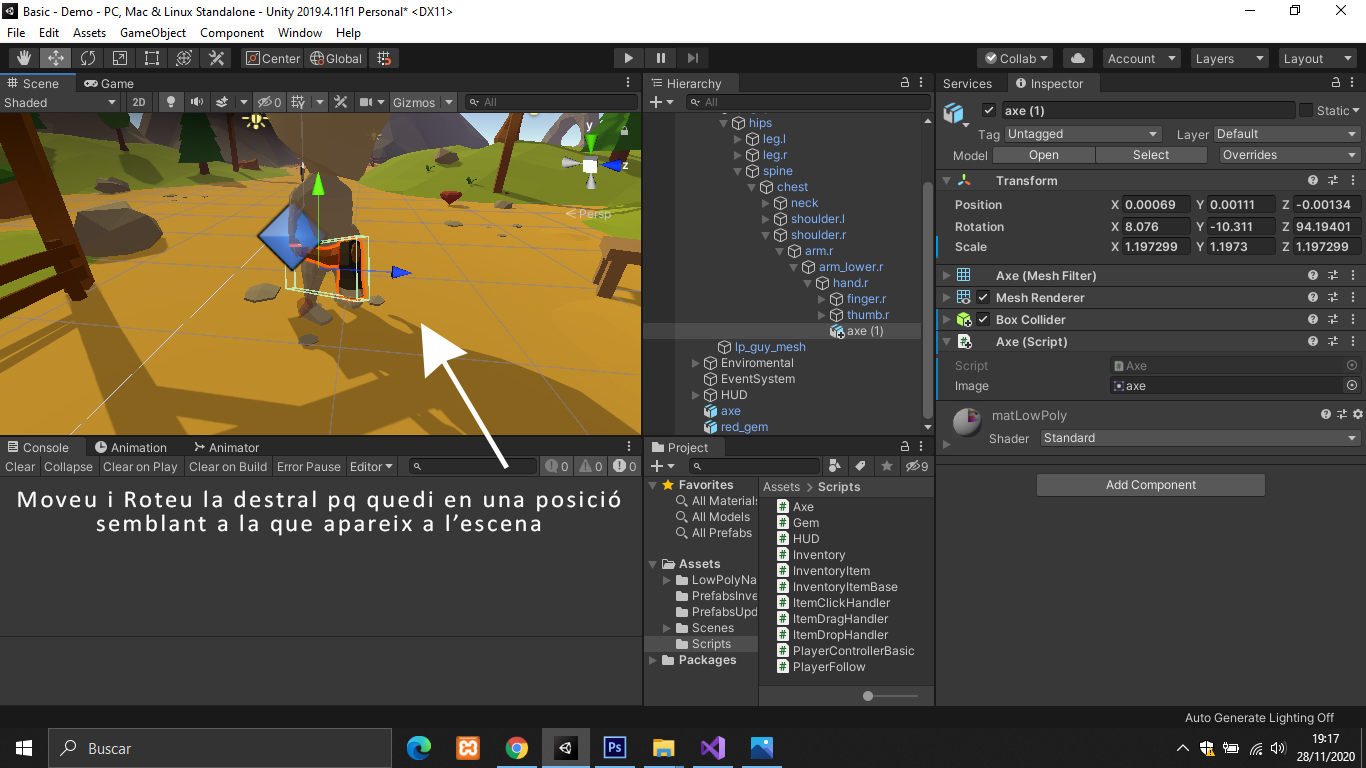 Basic - Demo - PC, Mac & Linux Standalone - Unity 2019.4.11f1 Personal* <DX11>
File Edit Assets GameObject Component Window Help
Center Global Collab Account Layers Layout
Scene Game
Shaded 2D 0 Gizmos All
y
z
Persp
Hierarchy
All
hips
leg.l
leg.r
spine
chest
neck
shoulder.l
shoulder.r
arm.r
arm_lower.r
hand.r
finger.r
thumb.r
axe (1)
lp_guy_mesh
Enviromental
EventSystem
HUD
axe
red_gem
Services Inspector
axe (1) Static
Tag Untagged Layer Default
Model Open Select Overrides
Transform
Position X 0.00069 Y 0.00111 Z -0.00134
Rotation X 8.076 Y -10.311 Z 94.19401
Scale X 1.197299 Y 1.1973 Z 1.197299
Axe (Mesh Filter)
Mesh Renderer
Box Collider
Axe (Script)
Script Axe
Image axe
matLowPoly
Shader Standard
Add Component
Console Animation Animator
Clear Collapse Clear on Play Clear on Build Error Pause Editor 0 0 0
Moveu i Roteu la destral pq quedi en una posició
semblant a la que apareix a l’escena
Project
9
Favorites
All Materials
All Models
All Prefabs
Assets
LowPolyNa
PrefabsInve
PrefabsUpd
Scenes
Scripts
Packages
Assets > Scripts
Axe
Gem
HUD
Inventory
InventoryItem
InventoryItemBase
ItemClickHandler
ItemDragHandler
ItemDropHandler
PlayerControllerBasic
PlayerFollow
Auto Generate Lighting Off
Buscar
Ps
19:17
28/11/2020